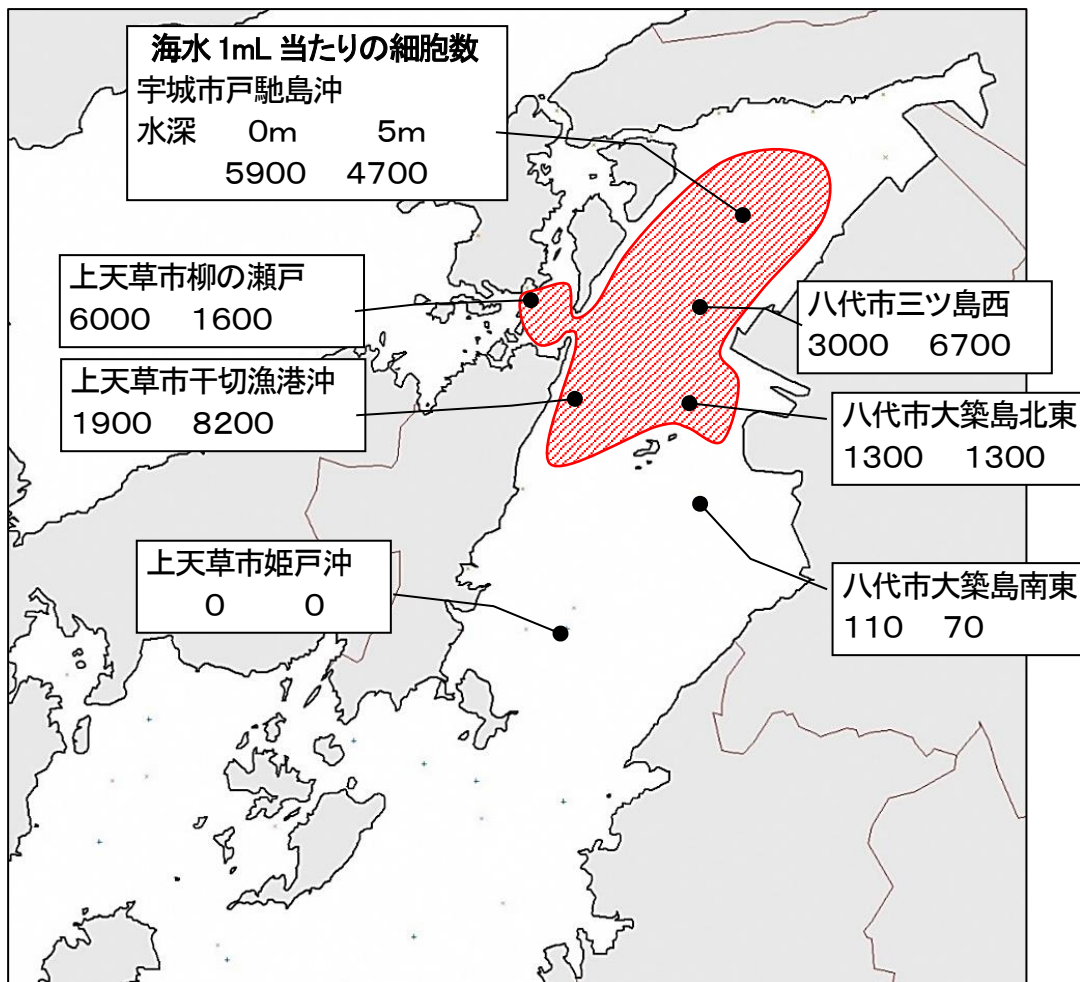 海水1mL当たりの細胞数
宇城市戸馳島沖
水深 0m 5m
5900 4700
上天草市柳の瀬戸
6000 1600
八代市三ツ島西
3000 6700
上天草市干切漁港沖
1900 8200
八代市大築島北東
1300 1300
上天草市姫戸沖
0 0
八代市大築島南東
110 70